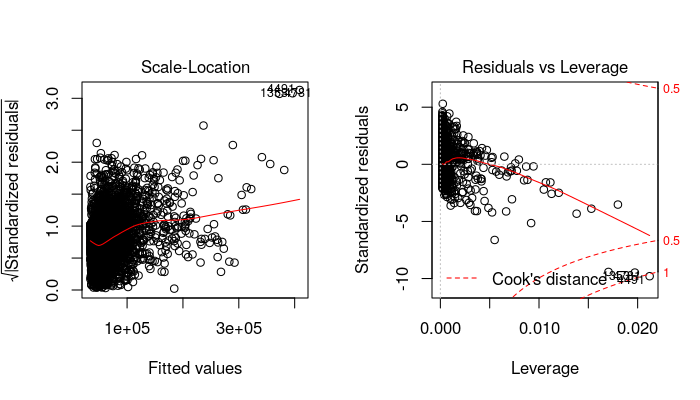 Scale-Location
√|Standardized residuals|
3.0
2.0
1.0
0.0
1e+05
3e+05
Fitted values
4491
Residuals vs Leverage
Standardized residuals
5
0
-5
-10
0.000
0.010
0.020
Leverage
Cook's distance
4491
0.5
0.5
1